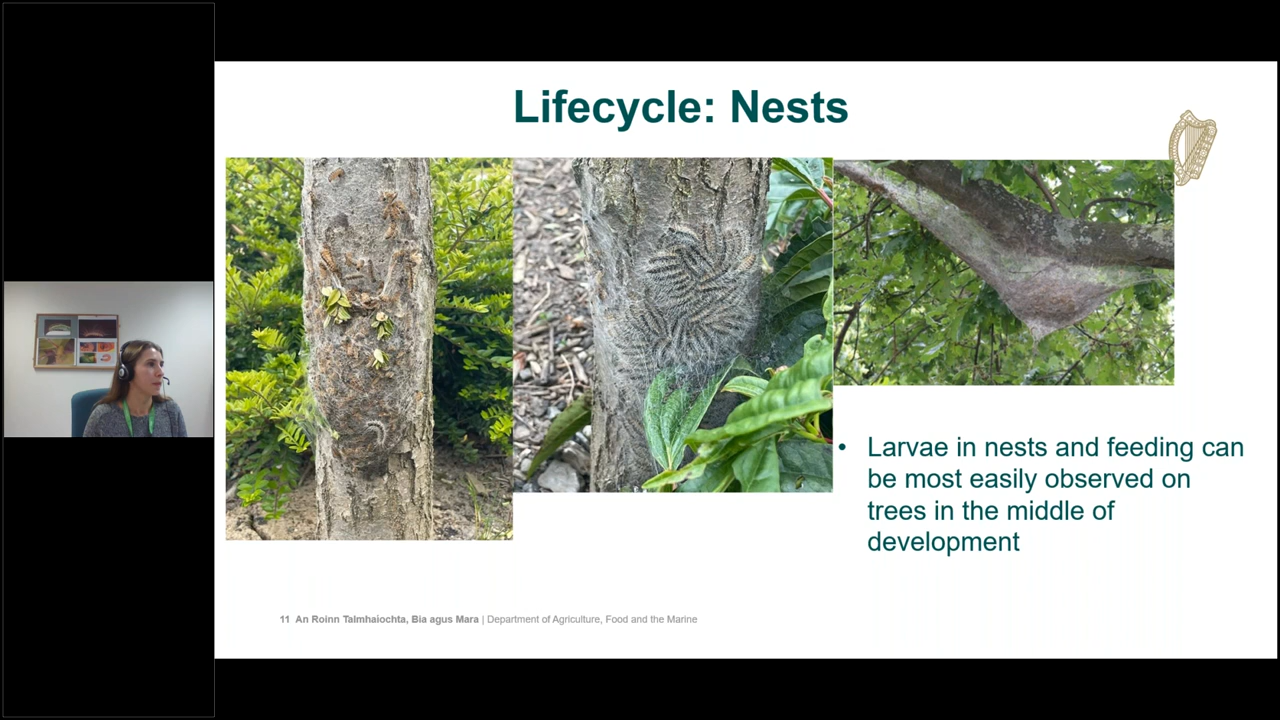 Lifecycle: Nests
• Larvae in nests and feeding can
be most easily observed on
trees in the middle of
development
11 An Roinn Talmhaíochta, Bia agus Mara | Department of Agriculture, Food and the Marine